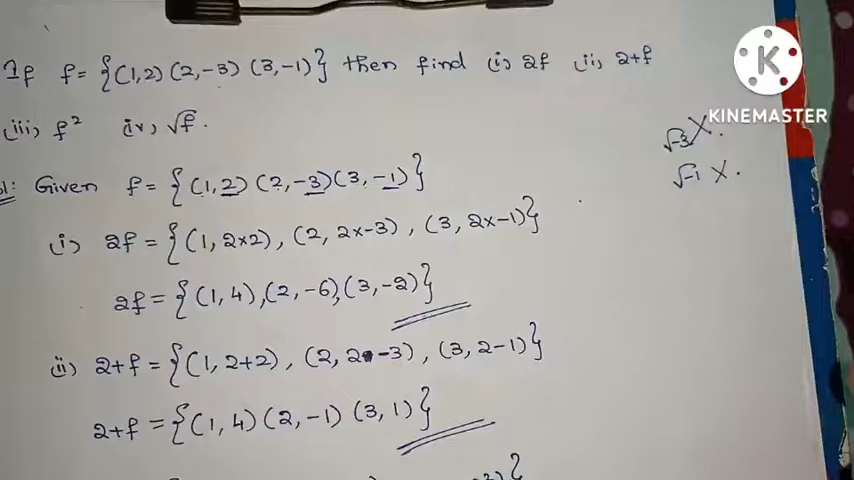 If f = {(1,2) (2,-3) (3,-1)} then find (i) 2f (ii) 2+f
(iii) f² (iv) √f.
KINEMASTER
√-3 X.
√-1 X.
Sol: Given f = {(1,2) (2,-3) (3,-1)}
(i) 2f = {(1, 2×2), (2, 2×-3), (3, 2×-1)}
2f = {(1,4), (2,-6), (3,-2)}
(ii) 2+f = {(1, 2+2), (2, 2-3), (3, 2-1)}
2+f = {(1,4) (2,-1) (3,1)}